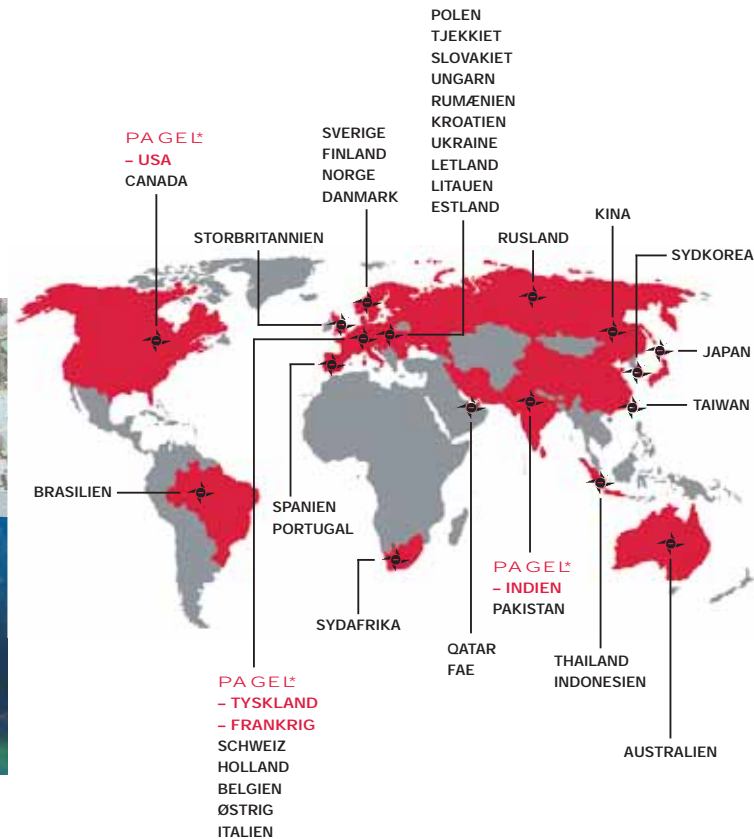 POLEN
TJEKKIET
SLOVAKIET
UNGARN
RUMÆNIEN
KROATIEN
UKRAINE
LETLAND
LITAUEN
ESTLAND
PAGEL*
– USA
CANADA
SVERIGE
FINLAND
NORGE
DANMARK
STORBRITANNIEN
RUSLAND
KINA
SYDKOREA
JAPAN
TAIWAN
BRASILIEN
SPANIEN
PORTUGAL
SYDAFRIKA
PAGEL*
– INDIEN
PAKISTAN
QATAR
FAE
THAILAND
INDONESIEN
AUSTRALIEN
PAGEL*
– TYSKLAND
– FRANKRIG
SCHWEIZ
HOLLAND
BELGIEN
ØSTRIG
ITALIEN